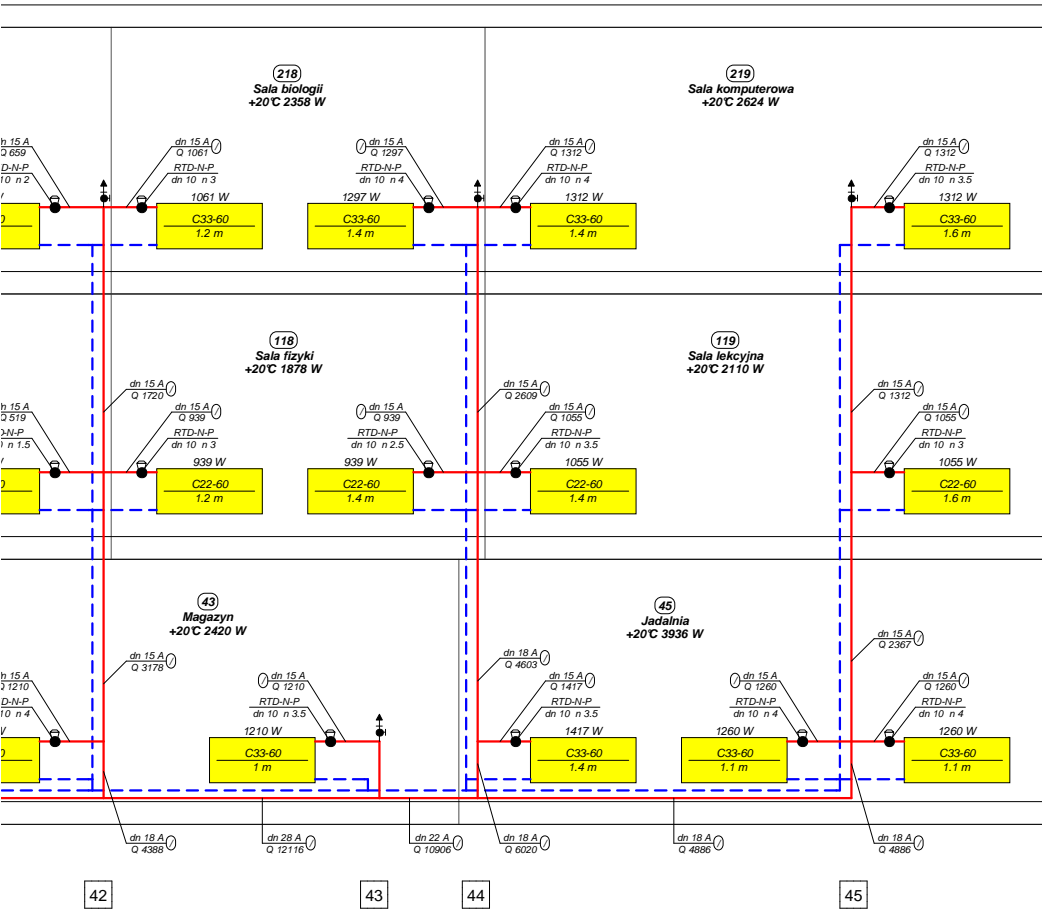 218
Sala biologii
+20°C 2358 W
219
Sala komputerowa
+20°C 2624 W
dn 15 A
Q 659
dn 15 A
Q 1061
dn 15 A
Q 1297
dn 15 A
Q 1312
dn 15 A
Q 1312
n 2
RTD-N-P
dn 10 n 3
RTD-N-P
dn 10 n 4
RTD-N-P
dn 10 n 4
RTD-N-P
dn 10 n 3.5
1061 W
1297 W
1312 W
1312 W
C33-60
1.2 m
C33-60
1.4 m
C33-60
1.4 m
C33-60
1.6 m
118
Sala fizyki
+20°C 1878 W
119
Sala lekcyjna
+20°C 2110 W
dn 15 A
Q 1720
dn 15 A
Q 2609
dn 15 A
Q 1312
15 A
Q 519
dn 15 A
Q 939
dn 15 A
Q 939
dn 15 A
Q 1055
dn 15 A
Q 1055
n 1.5
RTD-N-P
dn 10 n 3
RTD-N-P
dn 10 n 2.5
RTD-N-P
dn 10 n 3.5
RTD-N-P
dn 10 n 3
939 W
939 W
1055 W
1055 W
C22-60
1.2 m
C22-60
1.4 m
C22-60
1.4 m
C22-60
1.6 m
43
Magazyn
+20°C 2420 W
45
Jadalnia
+20°C 3936 W
dn 15 A
Q 3178
dn 18 A
Q 4603
dn 15 A
Q 2367
15 A
Q 1210
dn 15 A
Q 1210
dn 15 A
Q 1417
dn 15 A
Q 1260
dn 15 A
Q 1260
n 4
RTD-N-P
dn 10 n 3.5
RTD-N-P
dn 10 n 3.5
RTD-N-P
dn 10 n 4
RTD-N-P
dn 10 n 4
1210 W
1417 W
1260 W
1260 W
C33-60
1 m
C33-60
1.4 m
C33-60
1.1 m
C33-60
1.1 m
dn 18 A
Q 4388
dn 28 A
Q 12116
dn 22 A
Q 10906
dn 18 A
Q 6020
dn 18 A
Q 4886
dn 18 A
Q 4886
42
43
44
45